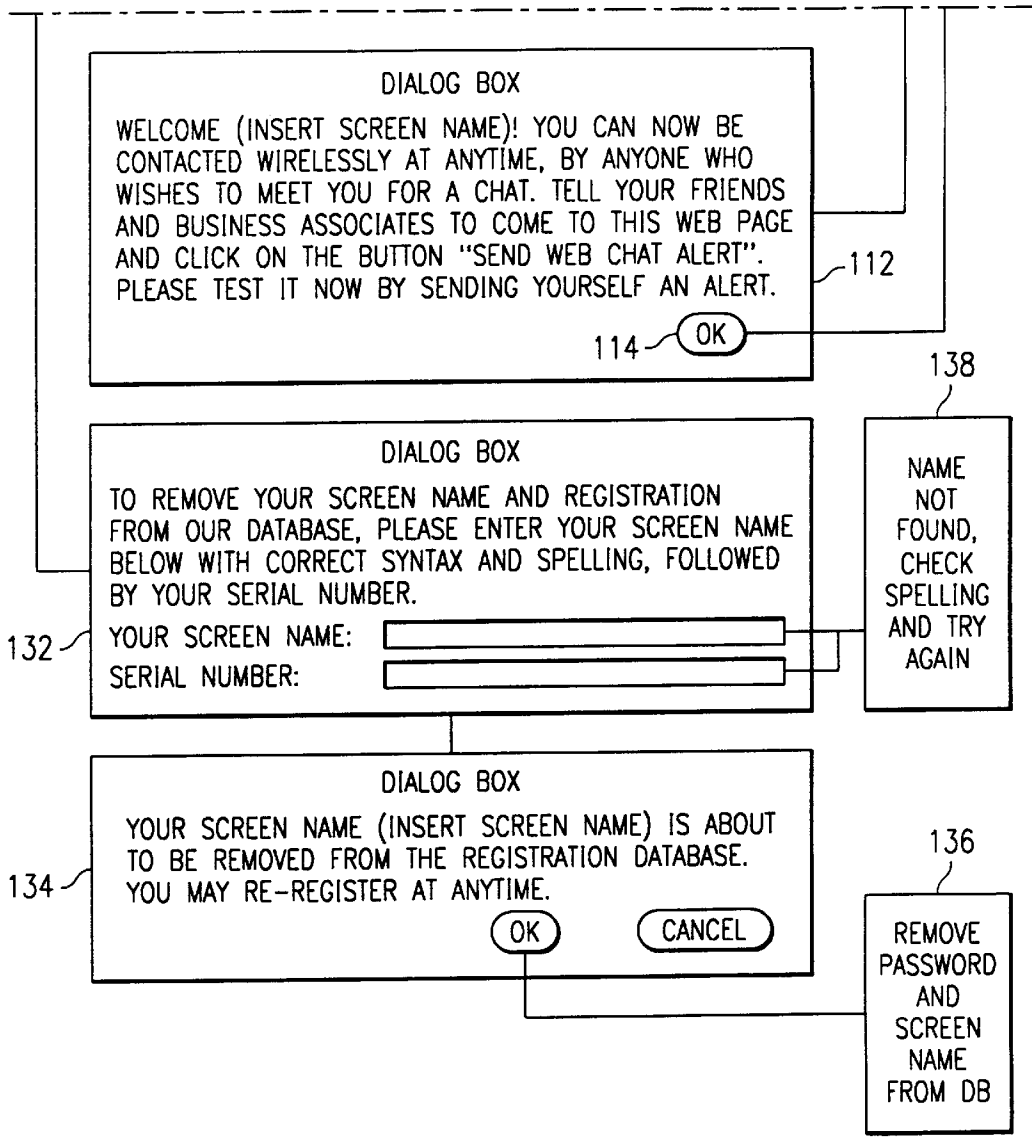 DIALOG BOX
WELCOME (INSERT SCREEN NAME)! YOU CAN NOW BE
CONTACTED WIRELESSLY AT ANYTIME, BY ANYONE WHO
WISHES TO MEET YOU FOR A CHAT. TELL YOUR FRIENDS
AND BUSINESS ASSOCIATES TO COME TO THIS WEB PAGE
AND CLICK ON THE BUTTON "SEND WEB CHAT ALERT".
PLEASE TEST IT NOW BY SENDING YOURSELF AN ALERT.
112
114
OK
DIALOG BOX
TO REMOVE YOUR SCREEN NAME AND REGISTRATION
FROM OUR DATABASE, PLEASE ENTER YOUR SCREEN NAME
BELOW WITH CORRECT SYNTAX AND SPELLING, FOLLOWED
BY YOUR SERIAL NUMBER.
132
YOUR SCREEN NAME:
SERIAL NUMBER:
138
NAME
NOT
FOUND,
CHECK
SPELLING
AND TRY
AGAIN
DIALOG BOX
YOUR SCREEN NAME (INSERT SCREEN NAME) IS ABOUT
TO BE REMOVED FROM THE REGISTRATION DATABASE.
YOU MAY RE-REGISTER AT ANYTIME.
134
OK
CANCEL
136
REMOVE
PASSWORD
AND
SCREEN
NAME
FROM DB